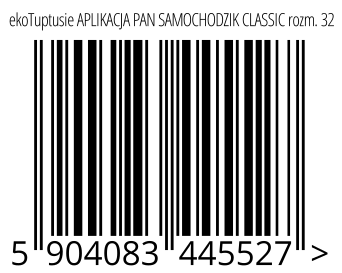 ekoTuptusie APLIKACJA PAN SAMOCHODZIK CLASSIC rozm. 32
5 904083 445527 >